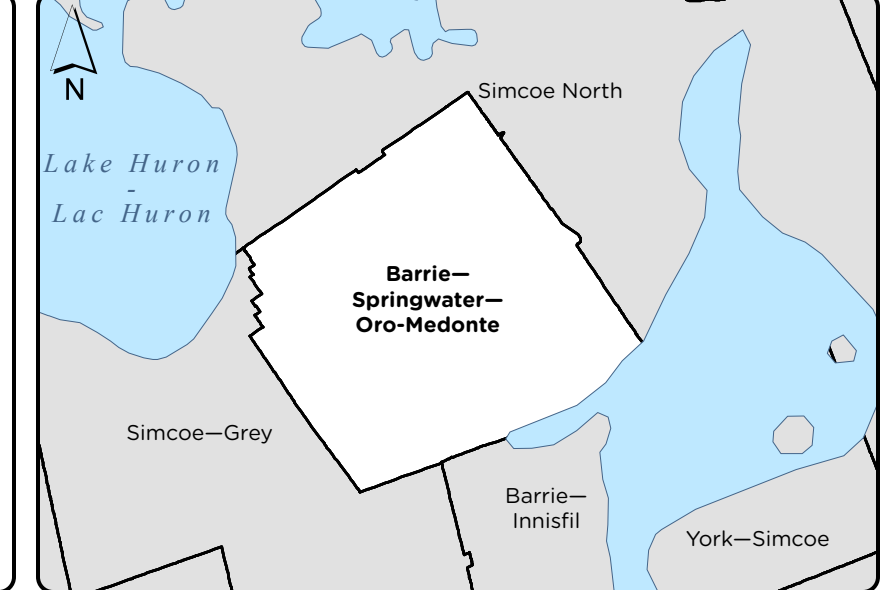 N
Simcoe North
Lake Huron
-
Lac Huron
Barrie—
Springwater—
Oro-Medonte
Simcoe—Grey
Barrie—
Innisfil
York—Simcoe